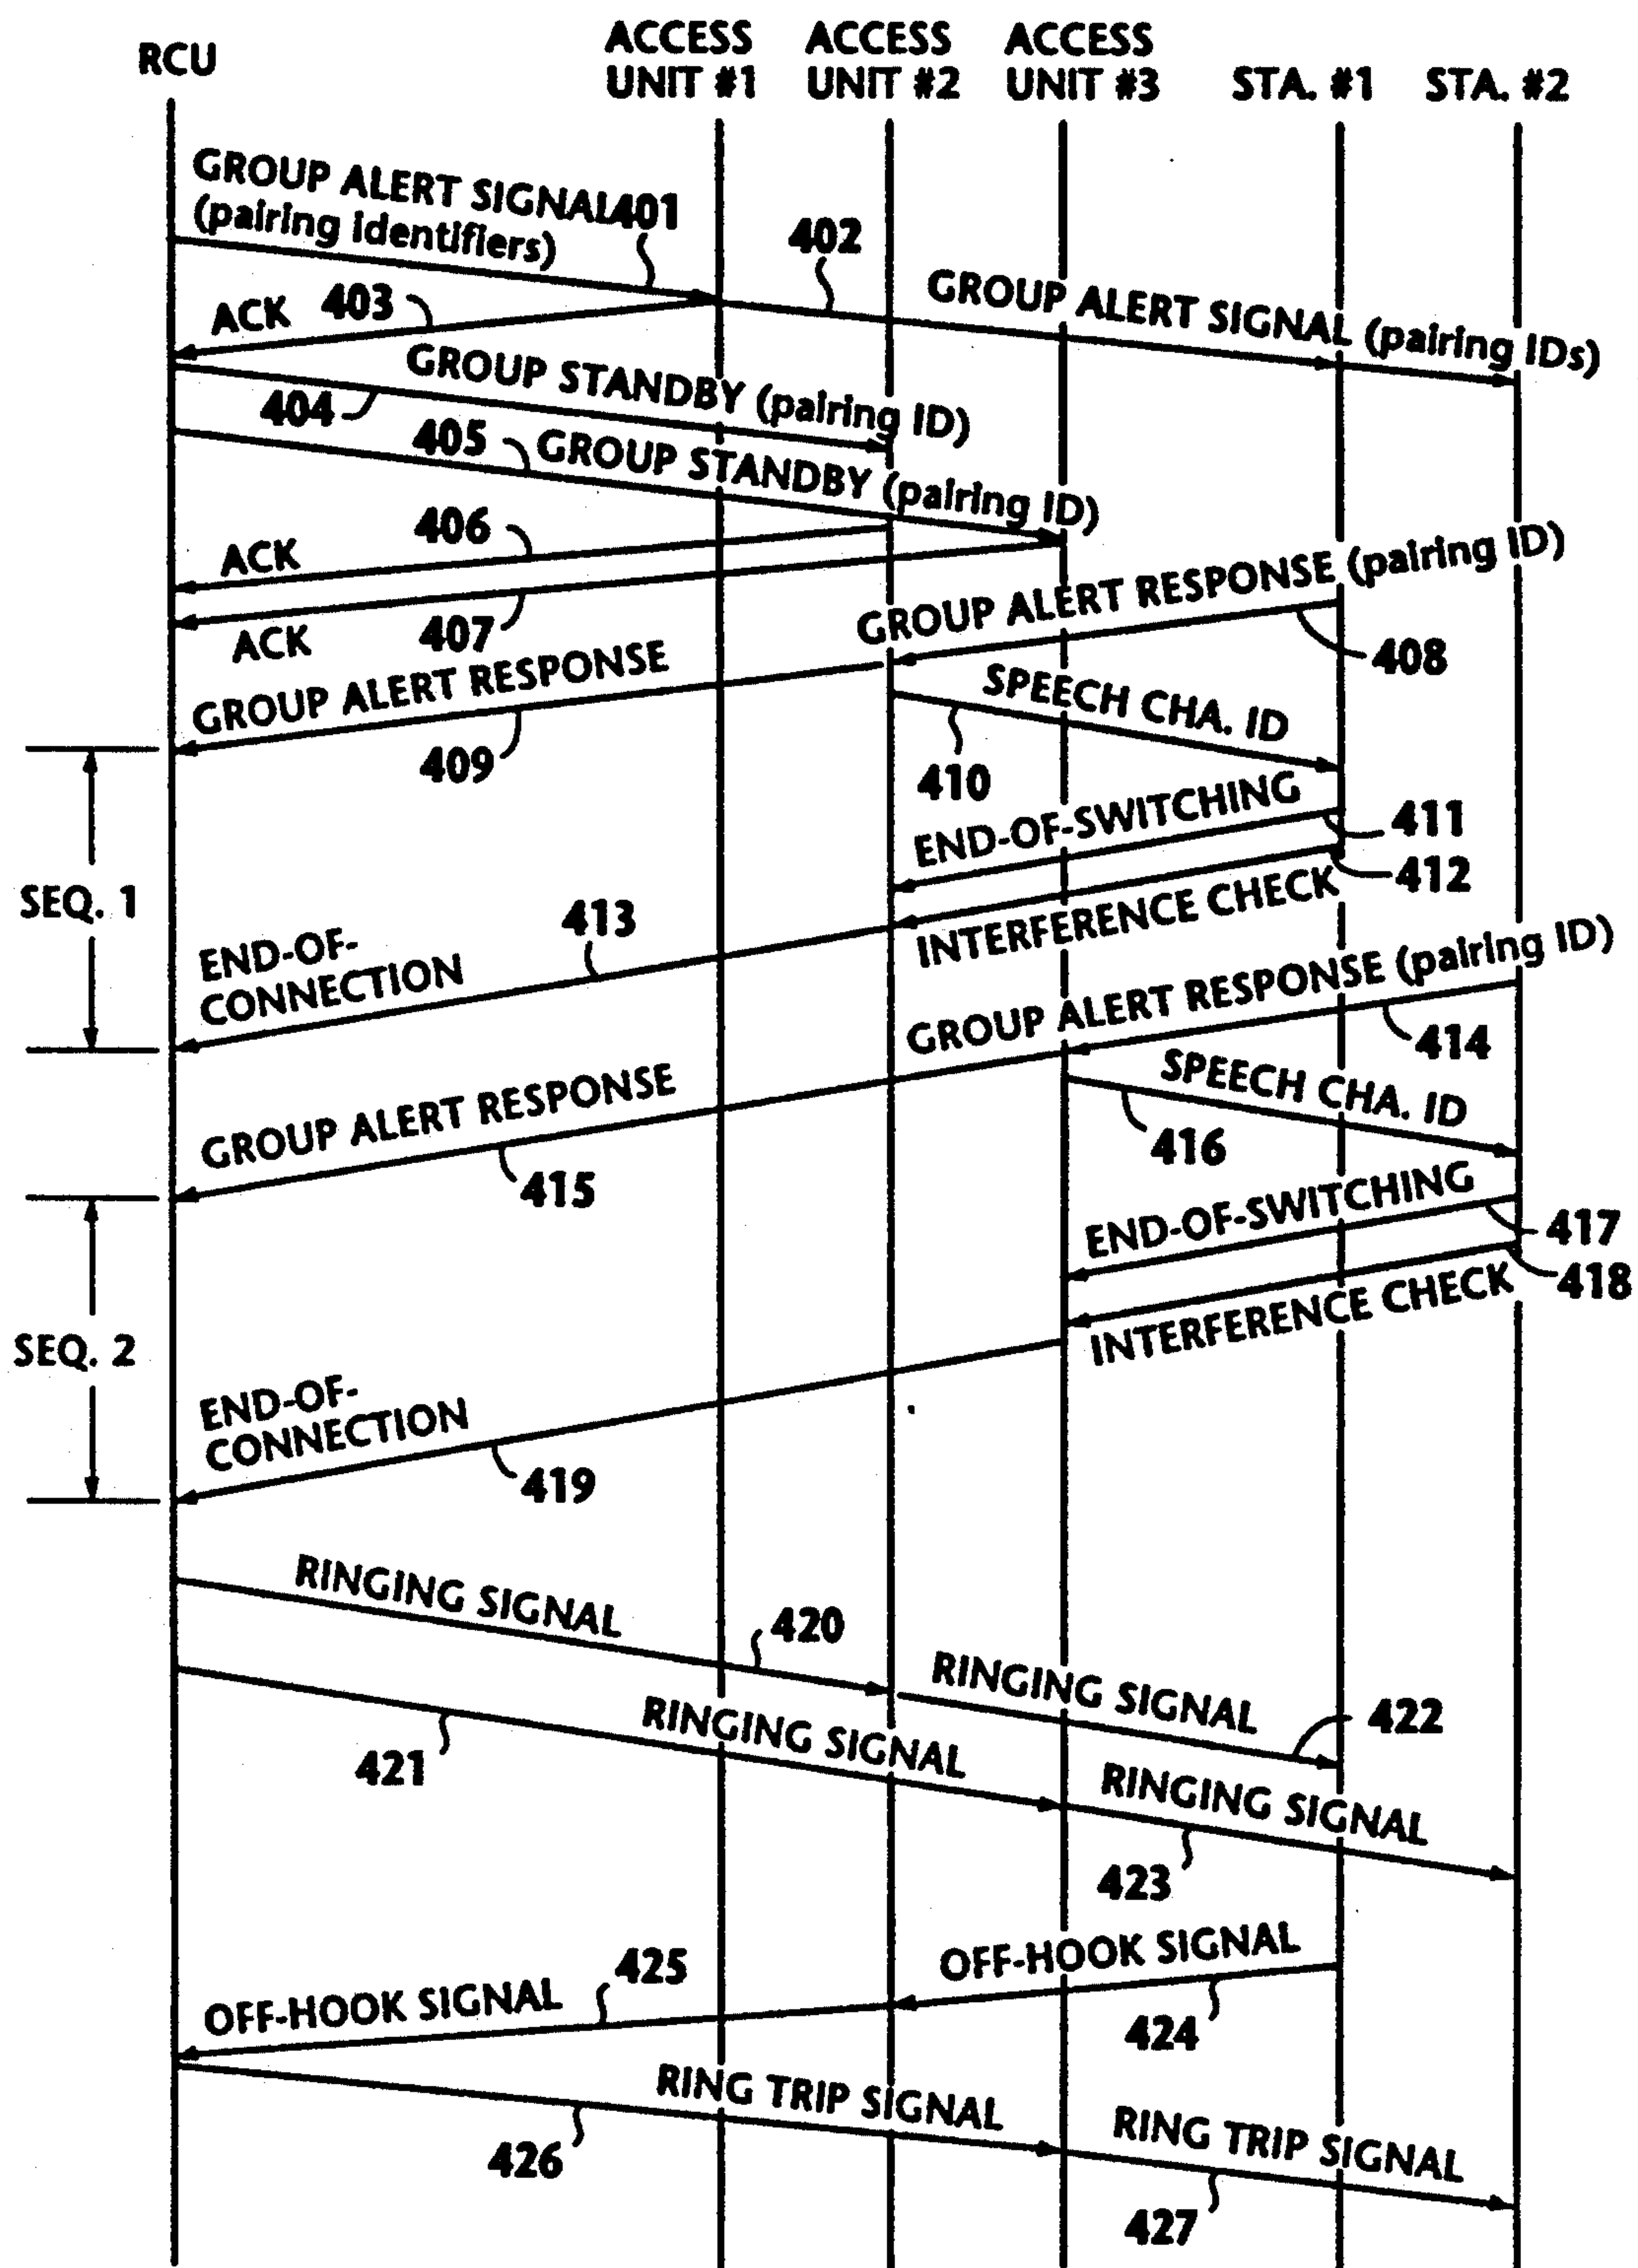 RCU
ACCESS
UNIT #1
ACCESS
UNIT #2
ACCESS
UNIT #3
STA. #1
STA. #2
GROUP ALERT SIGNAL
401
(pairing identifiers)
402
GROUP ALERT SIGNAL (pairing IDs)
ACK
403
GROUP STANDBY (pairing ID)
404
405
GROUP STANDBY (pairing ID)
406
ACK
407
ACK
GROUP ALERT RESPONSE (pairing ID)
408
GROUP ALERT RESPONSE
409
SPEECH CHA. ID
410
END-OF-SWITCHING
411
412
INTERFERENCE CHECK
SEQ. 1
413
END-OF-
CONNECTION
GROUP ALERT RESPONSE (pairing ID)
414
GROUP ALERT RESPONSE
415
SPEECH CHA. ID
416
END-OF-SWITCHING
417
418
INTERFERENCE CHECK
SEQ. 2
END-OF-
CONNECTION
419
RINGING SIGNAL
420
RINGING SIGNAL
422
421
RINGING SIGNAL
RINGING SIGNAL
423
OFF-HOOK SIGNAL
424
425
OFF-HOOK SIGNAL
RING TRIP SIGNAL
426
RING TRIP SIGNAL
427